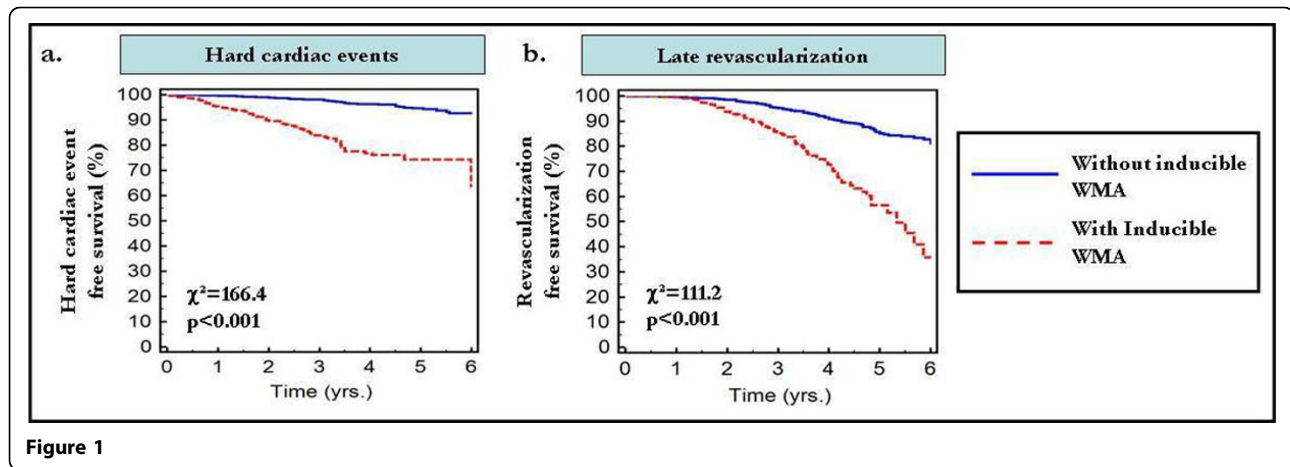 a.
Hard cardiac events
Hard cardiac event
free survival (%)
100
90
80
70
60
50
40
30
20
10
0
χ²=166.4
p<0.001
0 1 2 3 4 5 6
Time (yrs.)
b.
Late revascularization
Revascularization
free survival (%)
100
90
80
70
60
50
40
30
20
10
0
χ²=111.2
p<0.001
0 1 2 3 4 5 6
Time (yrs.)
Without inducible
WMA
With Inducible
WMA
Figure 1